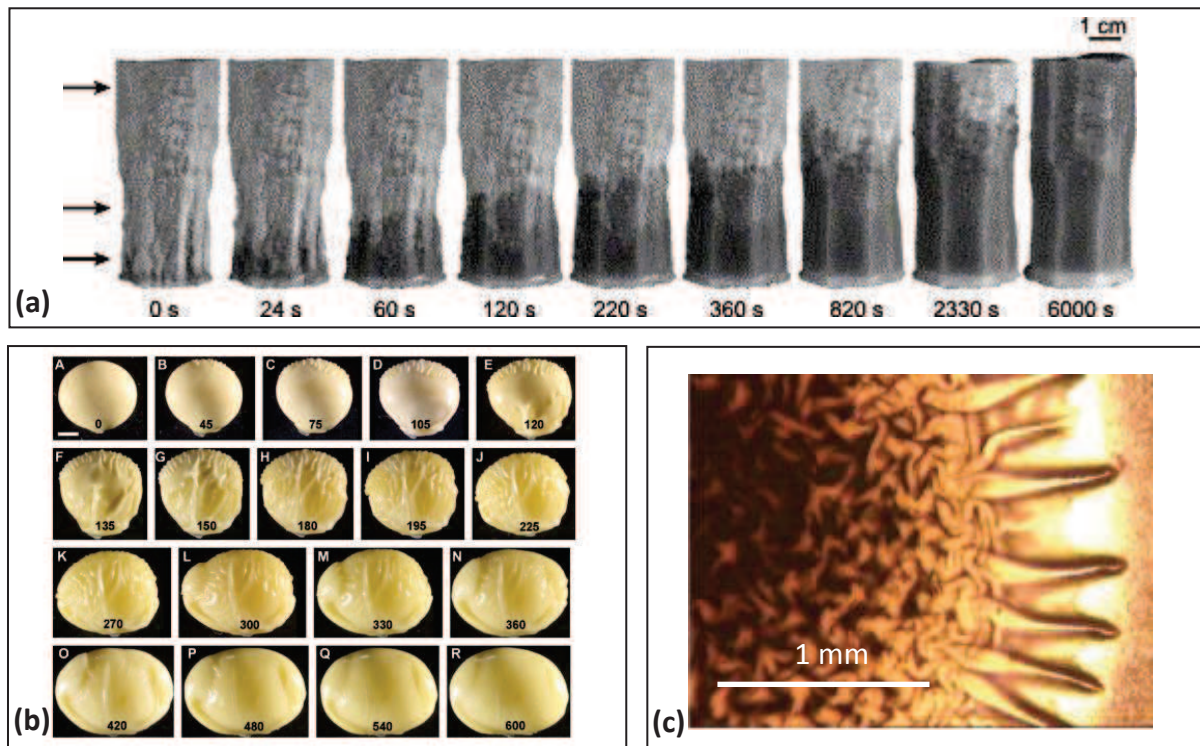 1 cm
(a)
0 s 24 s 60 s 120 s 220 s 360 s 820 s 2330 s 6000 s
A B C D E
0 45 75 105 120
F G H I J
135 150 180 195 225
K L M N
270 300 330 360
O P Q R
420 480 540 600
(b)
1 mm
(c)